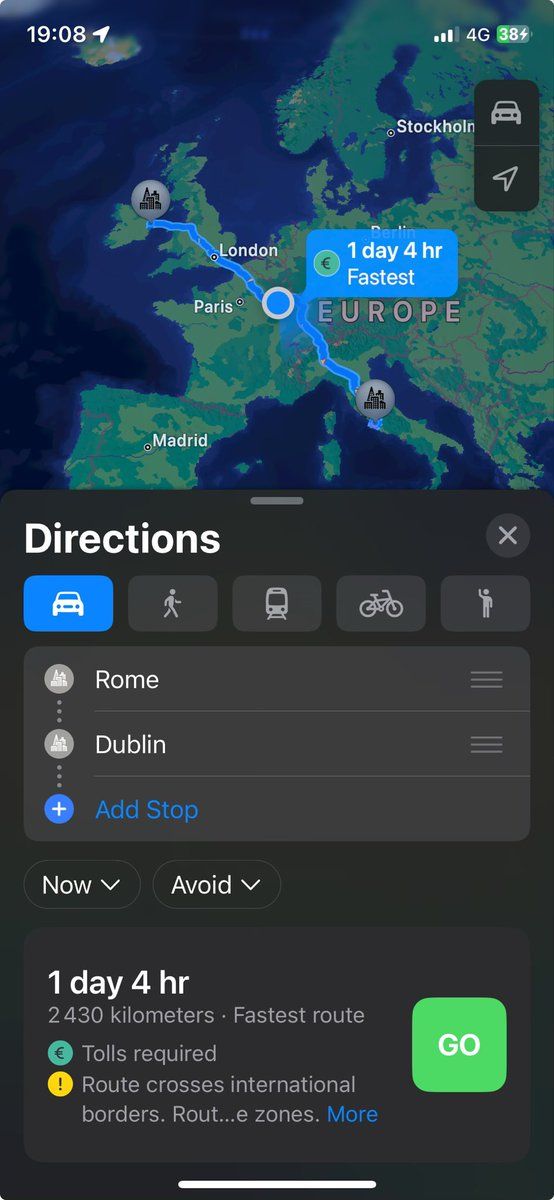 19:08
4G 38
Stockholm
Berlin
London
€ 1 day 4 hr
Fastest
Paris
EUROPE
Madrid
Directions
Rome
Dublin
Add Stop
Now
Avoid
1 day 4 hr
2 430 kilometers · Fastest route
€ Tolls required
! Route crosses international
borders. Rout...e zones. More
GO